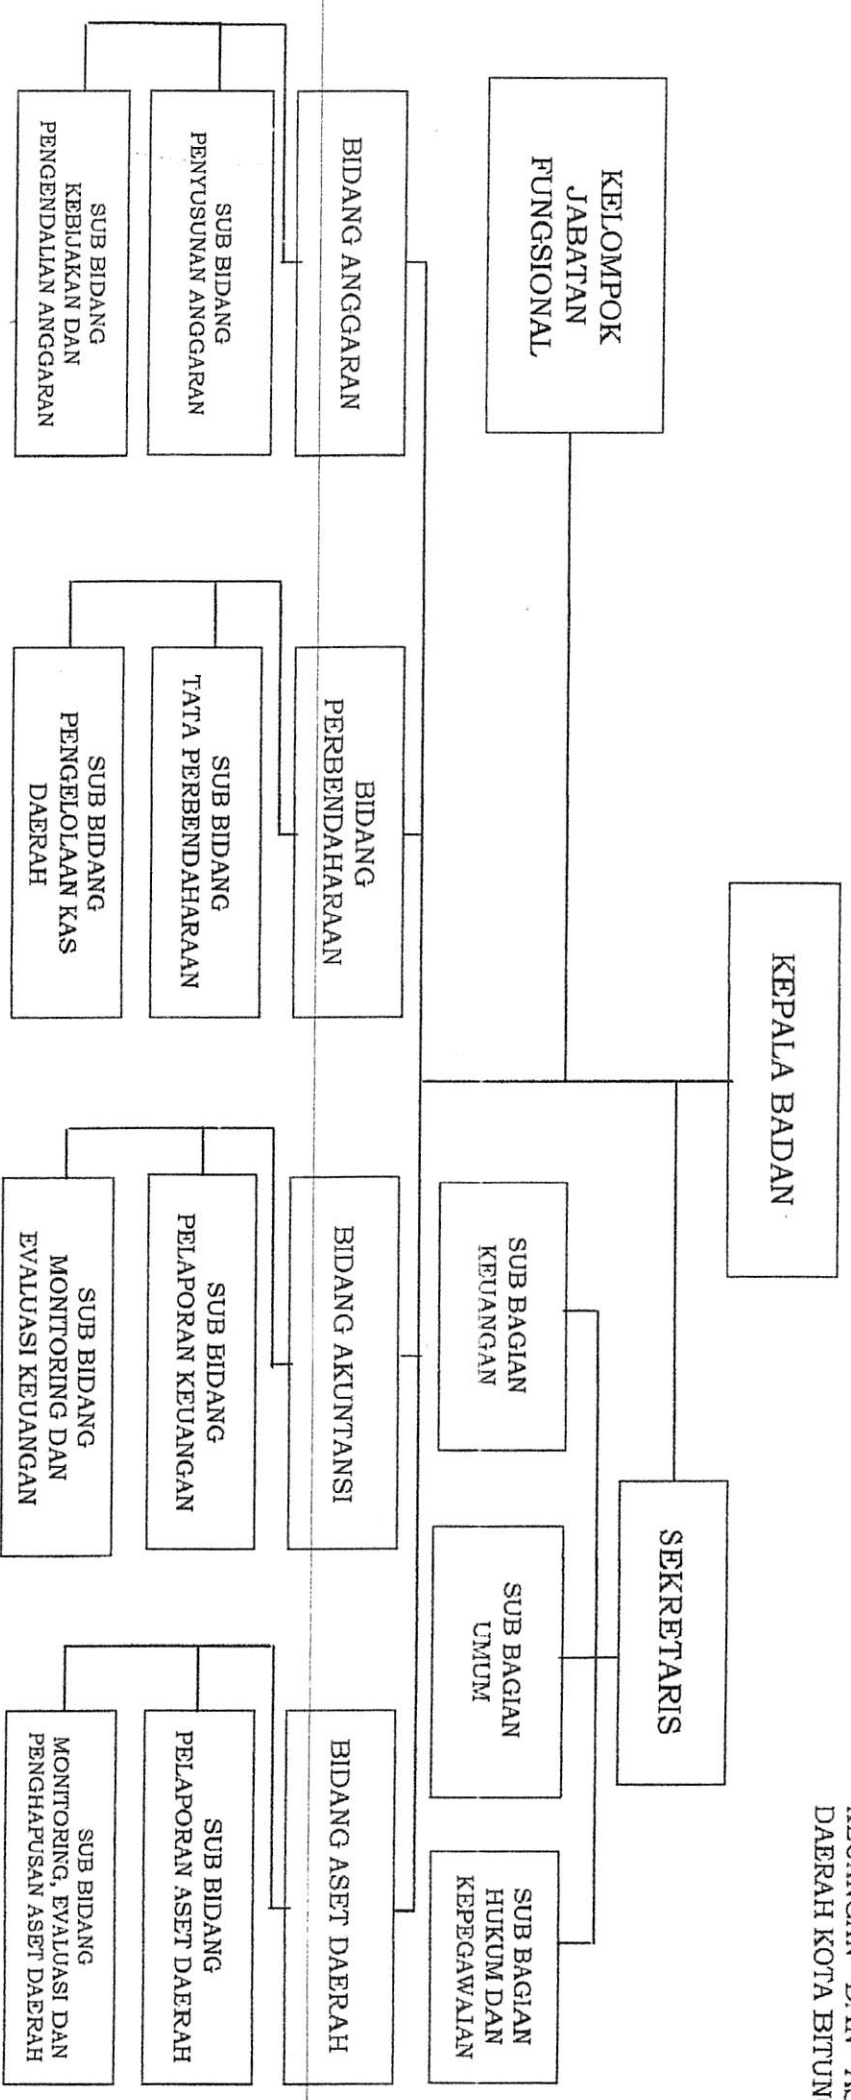 DAERAH KOTA BITUN
KEPALA BADAN
SEKRETARIS
KELOMPOK
JABATAN
FUNGSIONAL
SUB BAGIAN
KEUANGAN
SUB BAGIAN
UMUM
SUB BAGIAN
HUKUM DAN
KEPEGAWAIAN
BIDANG ANGGARAN
BIDANG
PERBENDAHARAAN
BIDANG AKUNTANSI
BIDANG ASET DAERAH
SUB BIDANG
PENYUSUNAN ANGGARAN
SUB BIDANG
TATA PERBENDAHARAAN
SUB BIDANG
PELAPORAN KEUANGAN
SUB BIDANG
PELAPORAN ASET DAERAH
SUB BIDANG
KEBIJAKAN DAN
PENGENDALIAN ANGGARAN
SUB BIDANG
PENGELOLAAN KAS
DAERAH
SUB BIDANG
MONITORING DAN
EVALUASI KEUANGAN
SUB BIDANG
MONITORING, EVALUASI DAN
PENGHAPUSAN ASET DAERAH